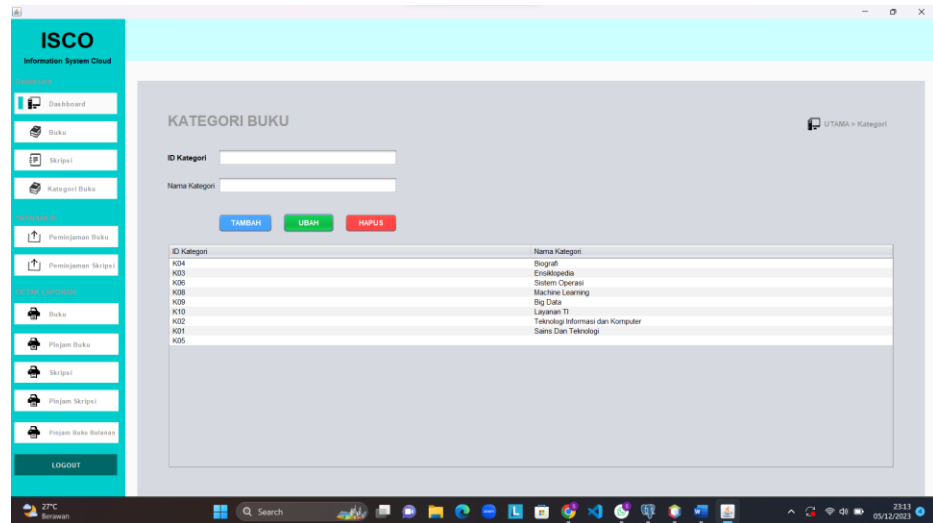 ISCO
Information System Cloud
Dashboard
Buku
Skripsi
Kategori Buku
Peminjaman Buku
Peminjaman Skripsi
Buku
Pinjam Buku
Skripsi
Pinjam Skripsi
Pinjam Buku Bulanan
LOGOUT
KATEGORI BUKU
UTAMA > Kategori
ID Kategori
Nama Kategori
TAMBAH UBAH HAPUS
ID Kategori Nama Kategori
K04 Biografi
K03 Ensiklopedia
K06 Sistem Operasi
K08 Machine Learning
K09 Big Data
K10 Layanan TI
K02 Teknologi Informasi dan Komputer
K01 Sains Dan Teknologi
K05
27°C
Berawan
Search
23:13
05/12/2023